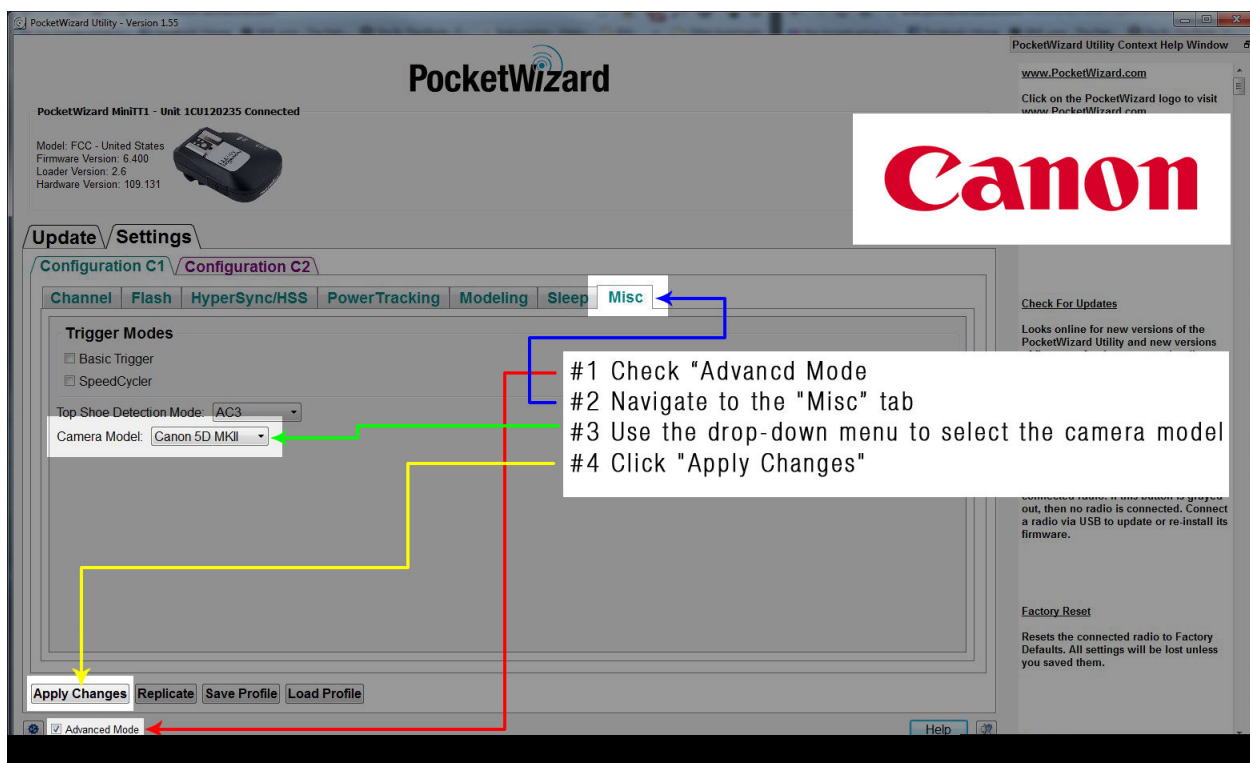 PocketWizard Utility - Version 1.55
PocketWizard Utility Context Help Window
PocketWizard
www.PocketWizard.com
Click on the PocketWizard logo to visit
www.PocketWizard.com
PocketWizard MiniTT1 - Unit 1CU120235 Connected
Model: FCC - United States
Firmware Version: 6.400
Loader Version: 2.6
Hardware Version: 109.131
Canon
Update
Settings
Configuration C1
Configuration C2
Channel
Flash
HyperSync/HSS
PowerTracking
Modeling
Sleep
Misc
Check For Updates
Looks online for new versions of the
PocketWizard Utility and new versions
Trigger Modes
Basic Trigger
SpeedCycler
Top Shoe Detection Mode: AC3
Camera Model: Canon 5D MKII
#1 Check "Advancd Mode
#2 Navigate to the "Misc" tab
#3 Use the drop-down menu to select the camera model
#4 Click "Apply Changes"
connected radio. If this button is grayed
out, then no radio is connected. Connect
a radio via USB to update or re-install its
firmware.
Factory Reset
Resets the connected radio to Factory
Defaults. All settings will be lost unless
you saved them.
Apply Changes
Replicate
Save Profile
Load Profile
Advanced Mode
Help